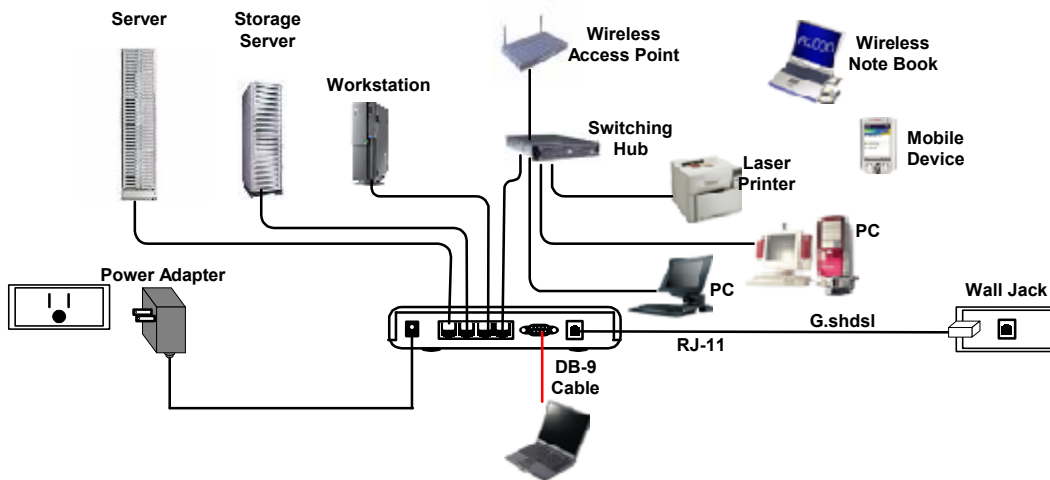 Server
Storage
Server
Workstation
Wireless
Access Point
Wireless
Note Book
Switching
Hub
Mobile
Device
Laser
Printer
PC
Power Adapter
PC
Wall Jack
G.shdsl
RJ-11
DB-9
Cable